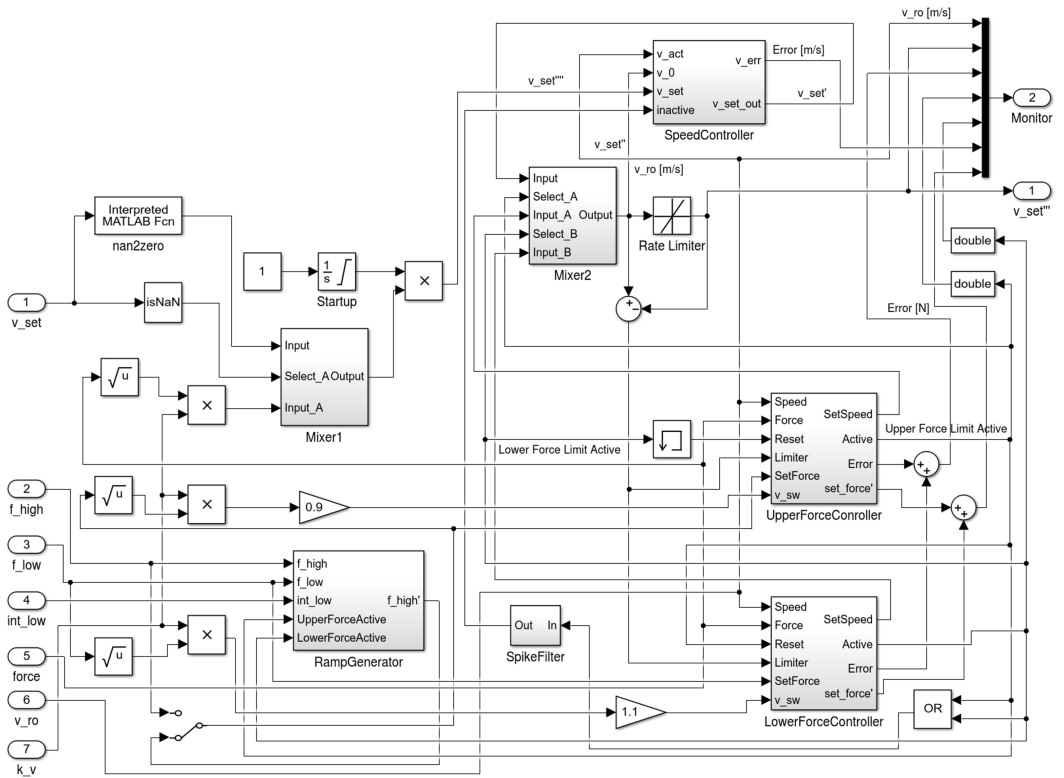 v_ro [m/s]
v_act
v_0
v_set
inactive
v_err
v_set_out
SpeedController
Error [m/s]
v_set'
v_set""
v_set"
v_ro [m/s]
2
Monitor
1
v_set'"
Interpreted
MATLAB Fcn
nan2zero
1
v_set
isNaN
1
1
s
Startup
×
Input
Select_A
Input_A
Output
Mixer1
Input
Select_A
Input_A
Select_B
Input_B
Output
Mixer2
Rate Limiter
+
−
double
double
Error [N]
√u
×
Lower Force Limit Active
Speed
Force
Reset
Limiter
SetForce
v_sw
SetSpeed
Active
Error
set_force'
UpperForceConroller
Upper Force Limit Active
+
+
+
+
2
f_high
√u
×
0.9
3
f_low
4
int_low
5
force
6
v_ro
7
k_v
×
√u
f_high
f_low
int_low
UpperForceActive
LowerForceActive
f_high'
RampGenerator
Out
In
SpikeFilter
1.1
Speed
Force
Reset
Limiter
SetForce
v_sw
SetSpeed
Active
Error
set_force'
LowerForceController
OR